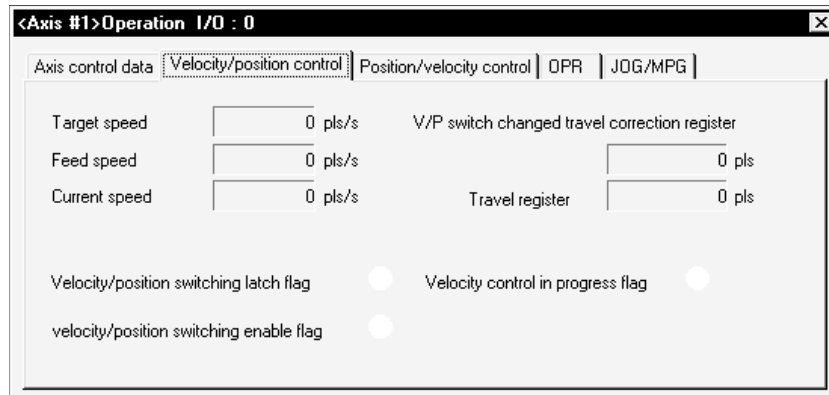 <Axis #1>Operation I/O : 0
Axis control data Velocity/position control Position/velocity control OPR JOG/MPG
Target speed 0 pls/s V/P switch changed travel correction register
Feed speed 0 pls/s 0 pls
Current speed 0 pls/s Travel register 0 pls
Velocity/position switching latch flag Velocity control in progress flag
velocity/position switching enable flag